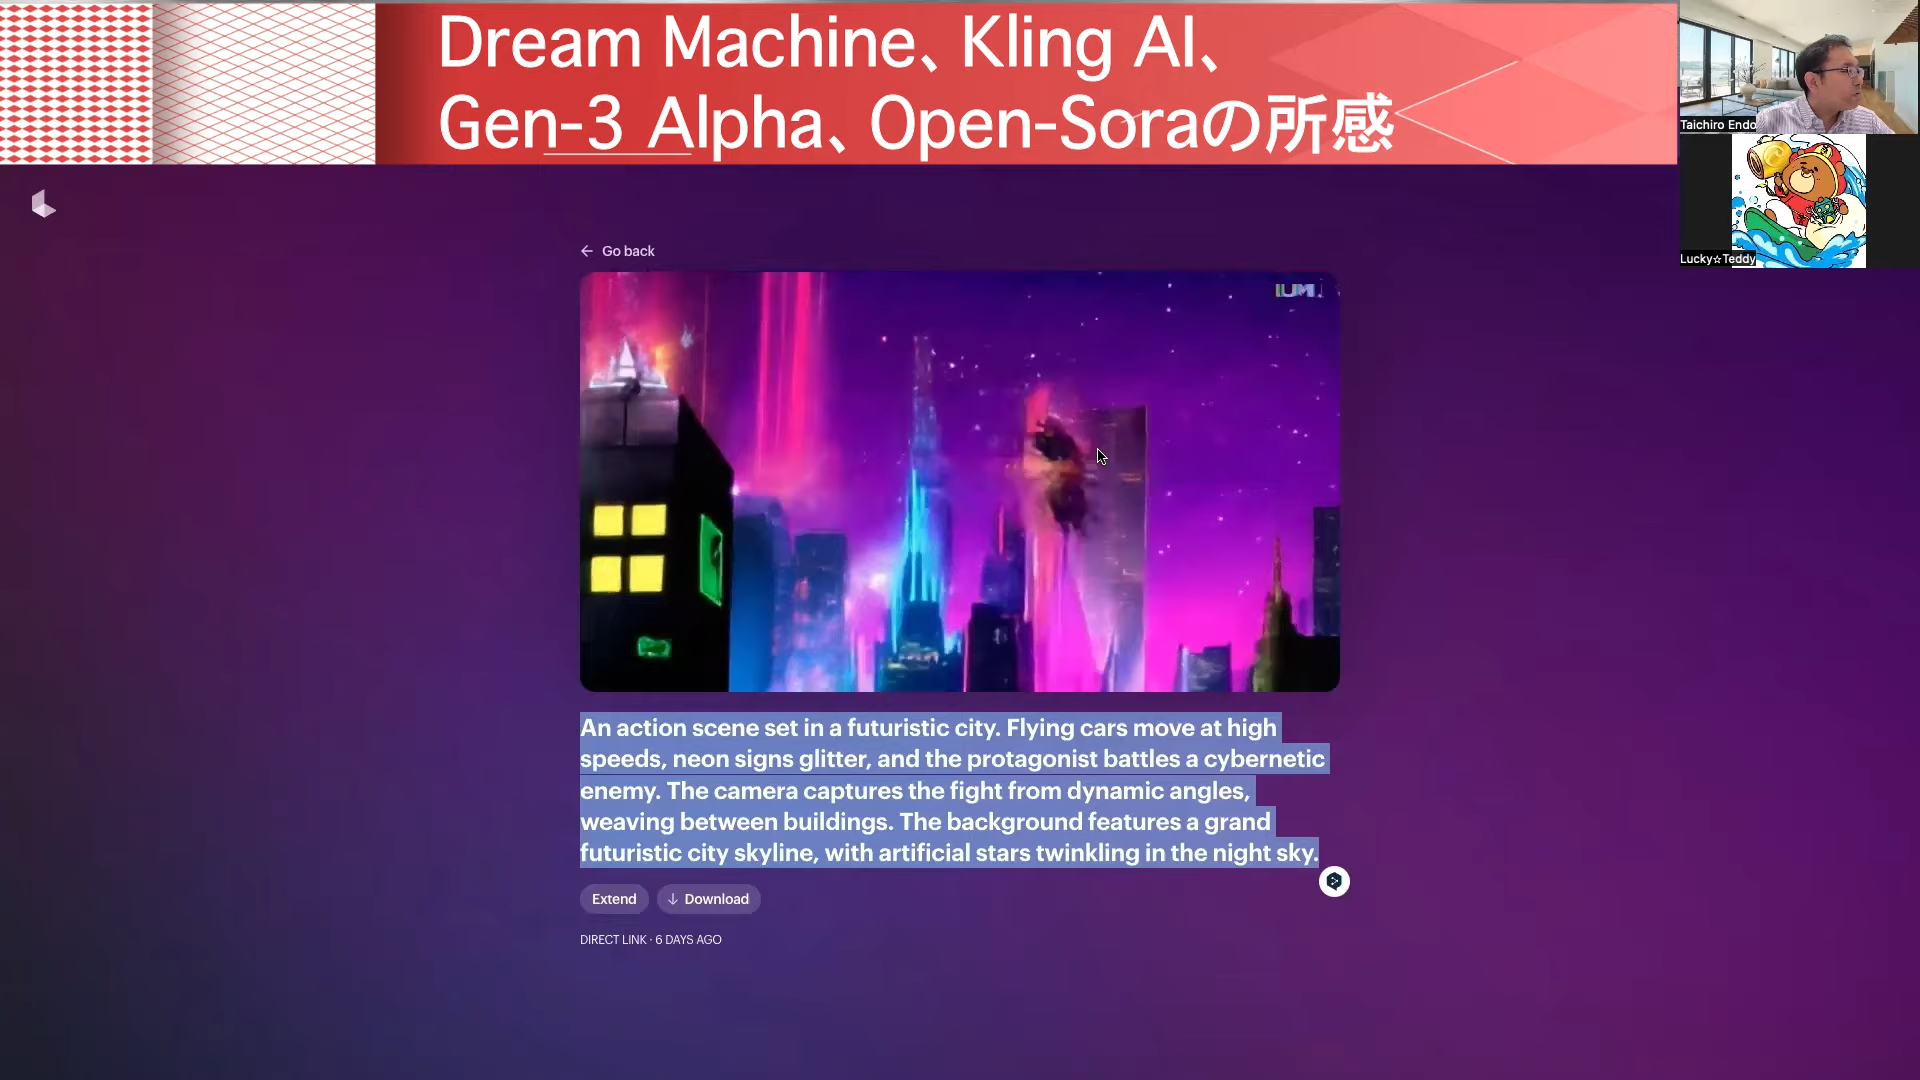 Dream Machine、Kling AI、
Gen-3 Alpha、Open-Soraの所感
Taichiro Endo
Lucky☆Teddy
Go back
An action scene set in a futuristic city. Flying cars move at high
speeds, neon signs glitter, and the protagonist battles a cybernetic
enemy. The camera captures the fight from dynamic angles,
weaving between buildings. The background features a grand
futuristic city skyline, with artificial stars twinkling in the night sky.
Extend
Download
DIRECT LINK · 6 DAYS AGO